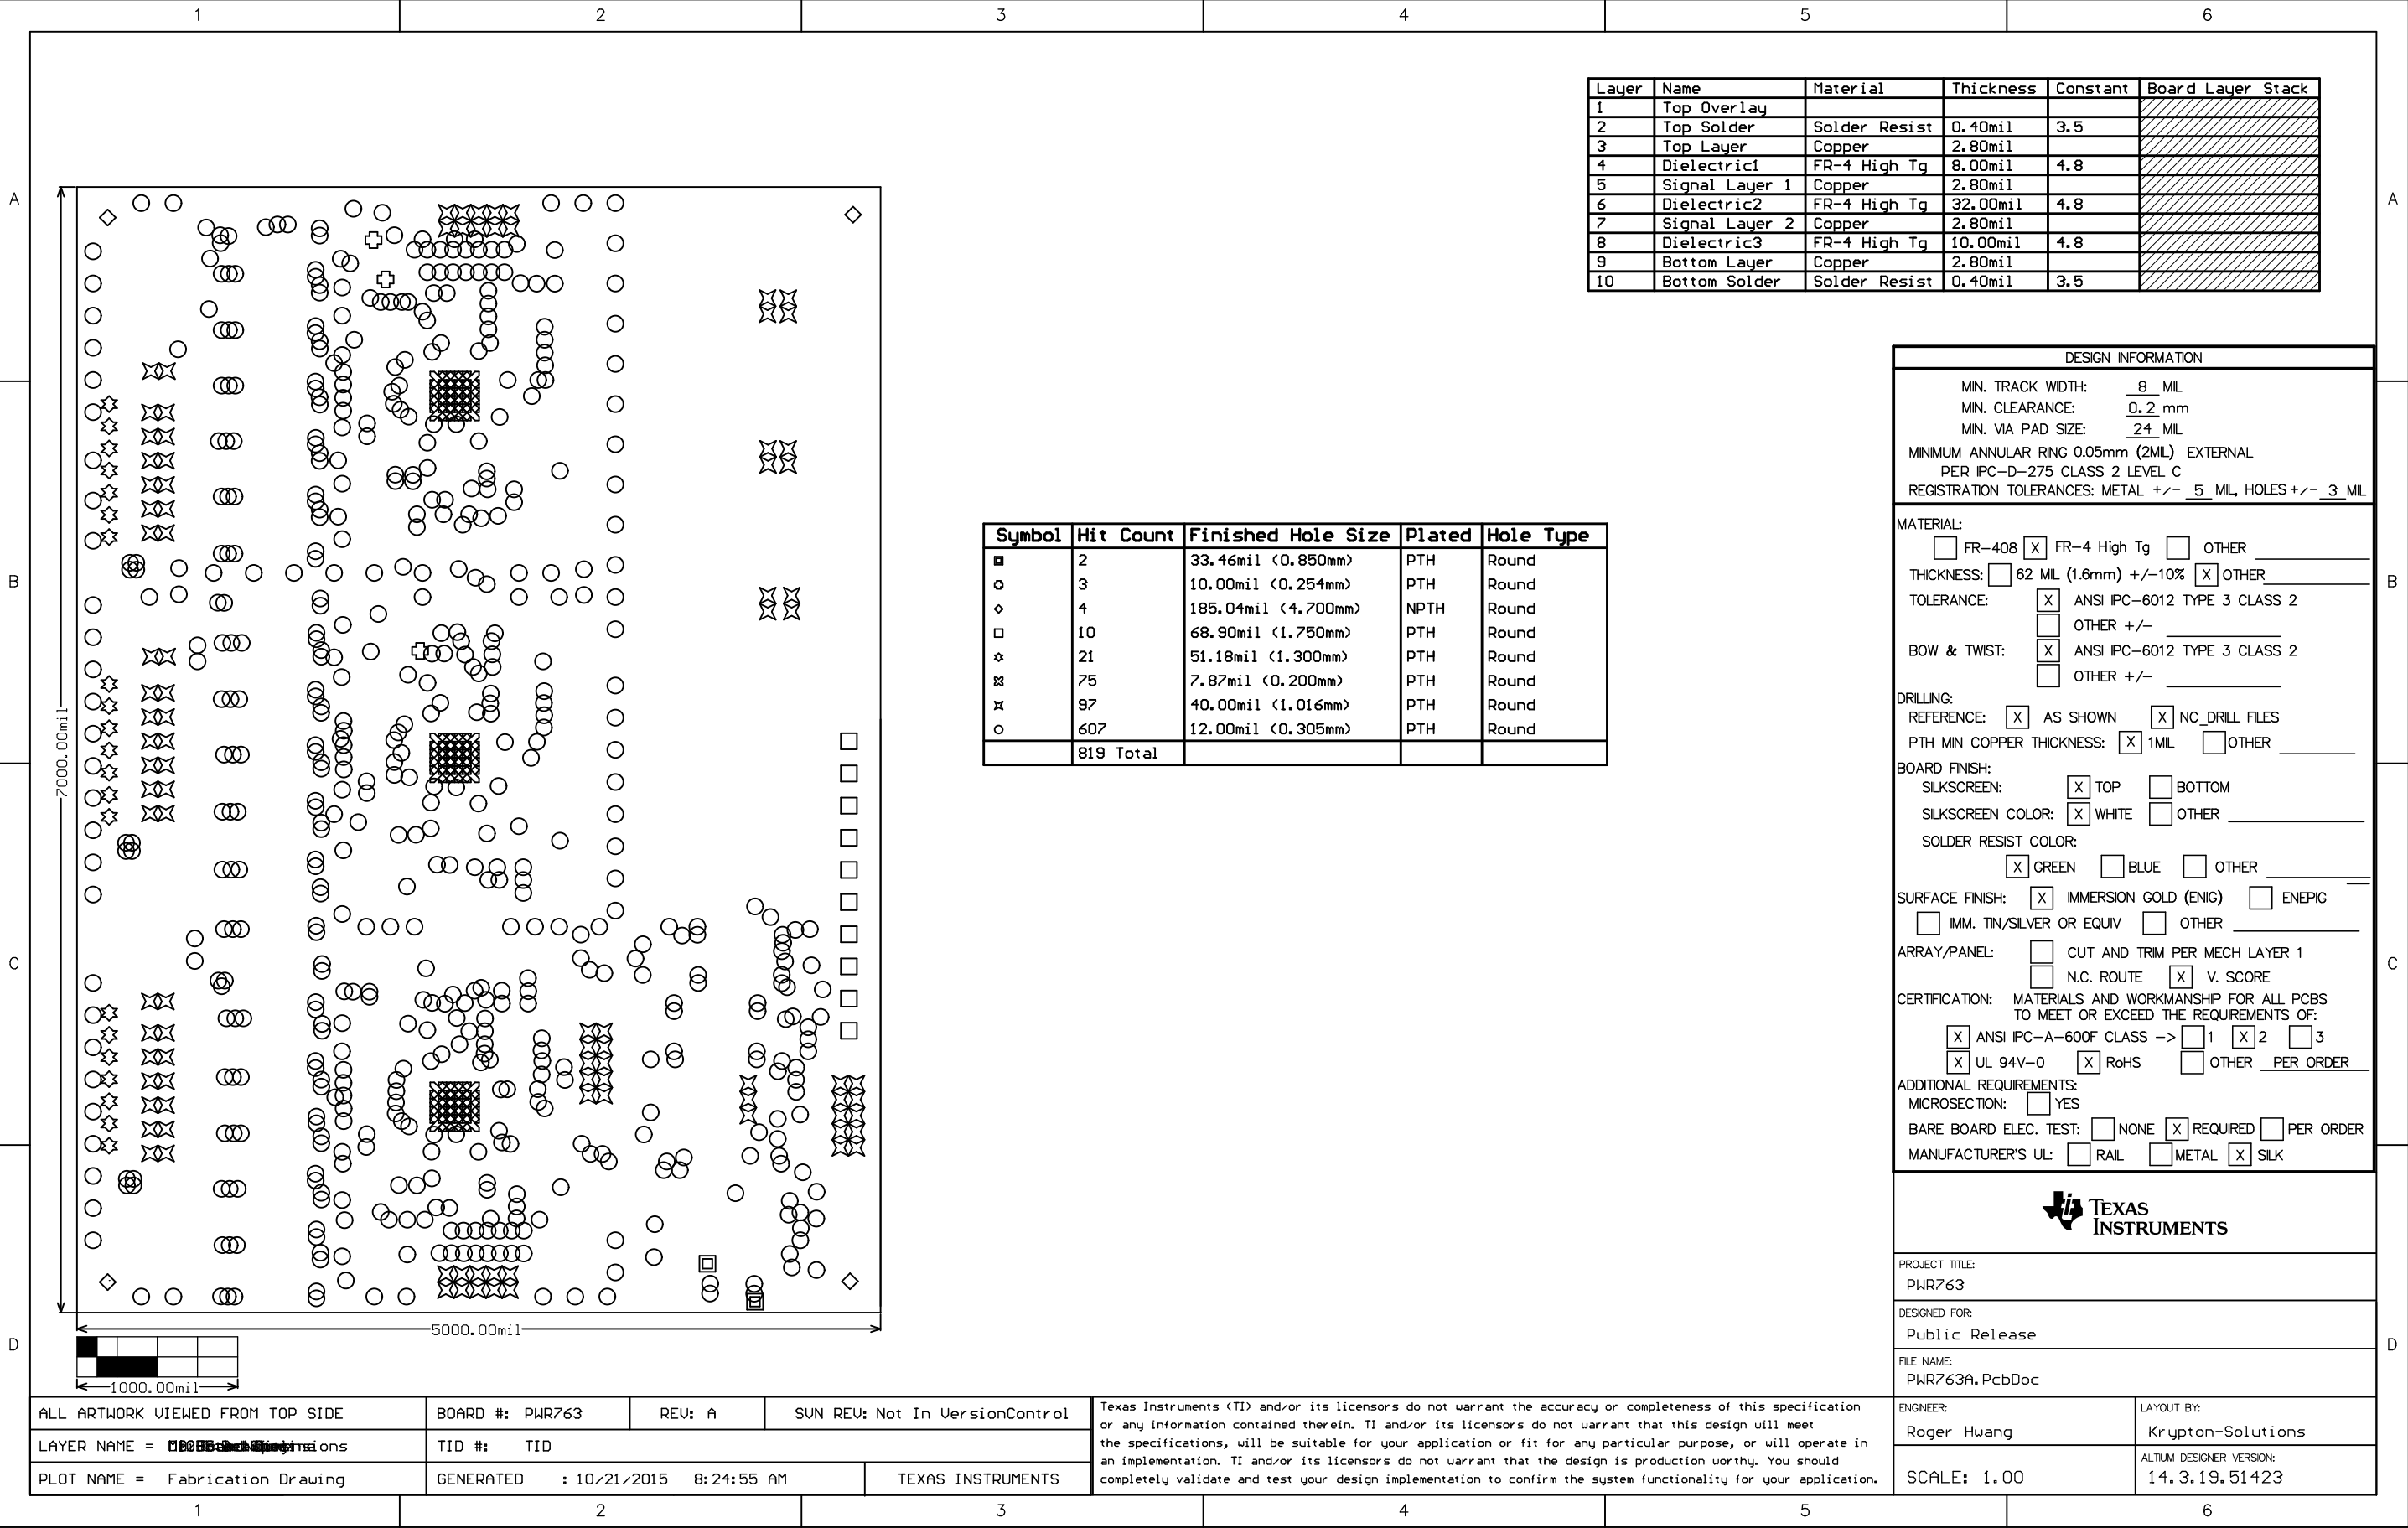 1 2 3 4 5 6
A A
B B
C C
D D
Layer Name Material Thickness Constant Board Layer Stack
1 Top Overlay
2 Top Solder Solder Resist 0.40mil 3.5
3 Top Layer Copper 2.80mil
4 Dielectric1 FR-4 High Tg 8.00mil 4.8
5 Signal Layer 1 Copper 2.80mil
6 Dielectric2 FR-4 High Tg 32.00mil 4.8
7 Signal Layer 2 Copper 2.80mil
8 Dielectric3 FR-4 High Tg 10.00mil 4.8
9 Bottom Layer Copper 2.80mil
10 Bottom Solder Solder Resist 0.40mil 3.5
7000.00mil
5000.00mil
1000.00mil
Symbol Hit Count Finished Hole Size Plated Hole Type
2 33.46mil (0.850mm) PTH Round
3 10.00mil (0.254mm) PTH Round
4 185.04mil (4.700mm) NPTH Round
10 68.90mil (1.750mm) PTH Round
21 51.18mil (1.300mm) PTH Round
75 7.87mil (0.200mm) PTH Round
97 40.00mil (1.016mm) PTH Round
607 12.00mil (0.305mm) PTH Round
819 Total
DESIGN INFORMATION
MIN. TRACK WIDTH: 8 MIL
MIN. CLEARANCE: 0.2 mm
MIN. VIA PAD SIZE: 24 MIL
MINIMUM ANNULAR RING 0.05mm (2MIL) EXTERNAL
PER IPC-D-275 CLASS 2 LEVEL C
REGISTRATION TOLERANCES: METAL +/- 5 MIL, HOLES +/- 3 MIL
MATERIAL:
FR-408 X FR-4 High Tg OTHER
THICKNESS: 62 MIL (1.6mm) +/-10% X OTHER
TOLERANCE: X ANSI IPC-6012 TYPE 3 CLASS 2
OTHER +/-
BOW & TWIST: X ANSI IPC-6012 TYPE 3 CLASS 2
OTHER +/-
DRILLING:
REFERENCE: X AS SHOWN X NC_DRILL FILES
PTH MIN COPPER THICKNESS: X 1MIL OTHER
BOARD FINISH:
SILKSCREEN: X TOP BOTTOM
SILKSCREEN COLOR: X WHITE OTHER
SOLDER RESIST COLOR:
X GREEN BLUE OTHER
SURFACE FINISH: X IMMERSION GOLD (ENIG) ENEPIG
IMM. TIN/SILVER OR EQUIV OTHER
ARRAY/PANEL: CUT AND TRIM PER MECH LAYER 1
N.C. ROUTE X V. SCORE
CERTIFICATION: MATERIALS AND WORKMANSHIP FOR ALL PCBS
TO MEET OR EXCEED THE REQUIREMENTS OF:
X ANSI IPC-A-600F CLASS -> 1 X 2 3
X UL 94V-0 X RoHS OTHER PER ORDER
ADDITIONAL REQUIREMENTS:
MICROSECTION: YES
BARE BOARD ELEC. TEST: NONE X REQUIRED PER ORDER
MANUFACTURER'S UL: RAIL METAL X SILK
TEXAS
INSTRUMENTS
PROJECT TITLE:
PWR763
DESIGNED FOR:
Public Release
FILE NAME:
PWR763A.PcbDoc
ENGINEER:
Roger Hwang
LAYOUT BY:
Krypton-Solutions
SCALE: 1.00
ALTIUM DESIGNER VERSION:
14.3.19.51423
ALL ARTWORK VIEWED FROM TOP SIDE
BOARD #: PWR763 REV: A SVN REV: Not In VersionControl
LAYER NAME =
TID #: TID
PLOT NAME = Fabrication Drawing
GENERATED : 10/21/2015 8:24:55 AM TEXAS INSTRUMENTS
Texas Instruments (TI) and/or its licensors do not warrant the accuracy or completeness of this specification
or any information contained therein. TI and/or its licensors do not warrant that this design will meet
the specifications, will be suitable for your application or fit for any particular purpose, or will operate in
an implementation. TI and/or its licensors do not warrant that the design is production worthy. You should
completely validate and test your design implementation to confirm the system functionality for your application.
1 2 3 4 5 6